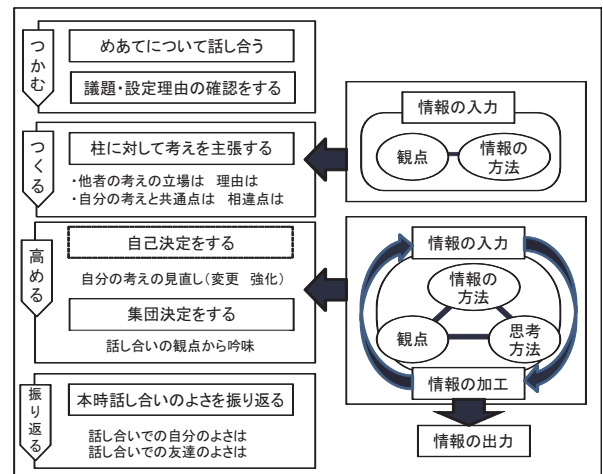 つかむ
めあてについて話し合う
議題・設定理由の確認をする
つくる
柱に対して考えを主張する
・他者の考えの立場は 理由は
・自分の考えと共通点は 相違点は
情報の入力
観点
情報の
方法
高める
自己決定をする
自分の考えの見直し(変更 強化)
集団決定をする
話し合いの観点から吟味
情報の入力
情報の
方法
観点
思考
方法
情報の加工
情報の出力
振り返る
本時話し合いのよさを振り返る
話し合いでの自分のよさは
話し合いでの友達のよさは